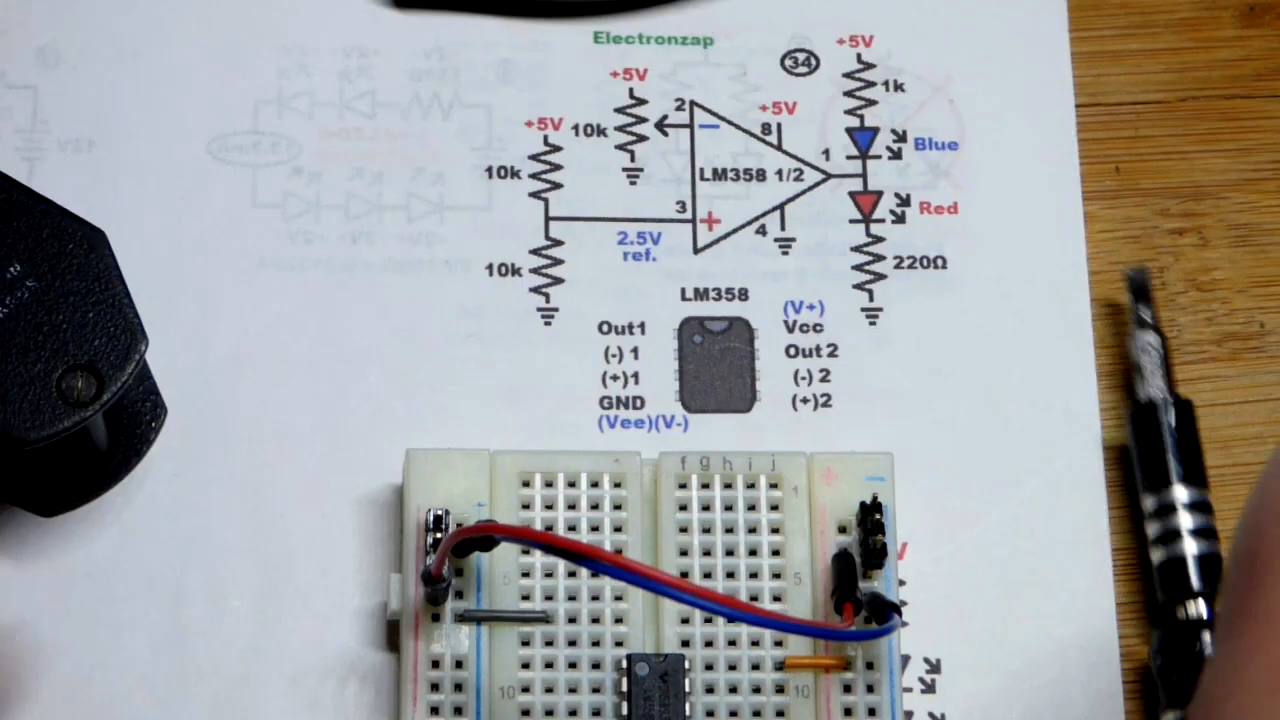 Electronzap
34
+5V
1k
+5V
+5V
+5V
2
8
10k
10k
1
Blue
LM358 1/2
3
Red
2.5V
ref.
4
10k
220Ω
LM358
(V+)
Out1
Vcc
(-) 1
Out 2
(+)1
(-) 2
GND
(+)2
(Vee)(V-)
f g h i j
1
5
5
10
10